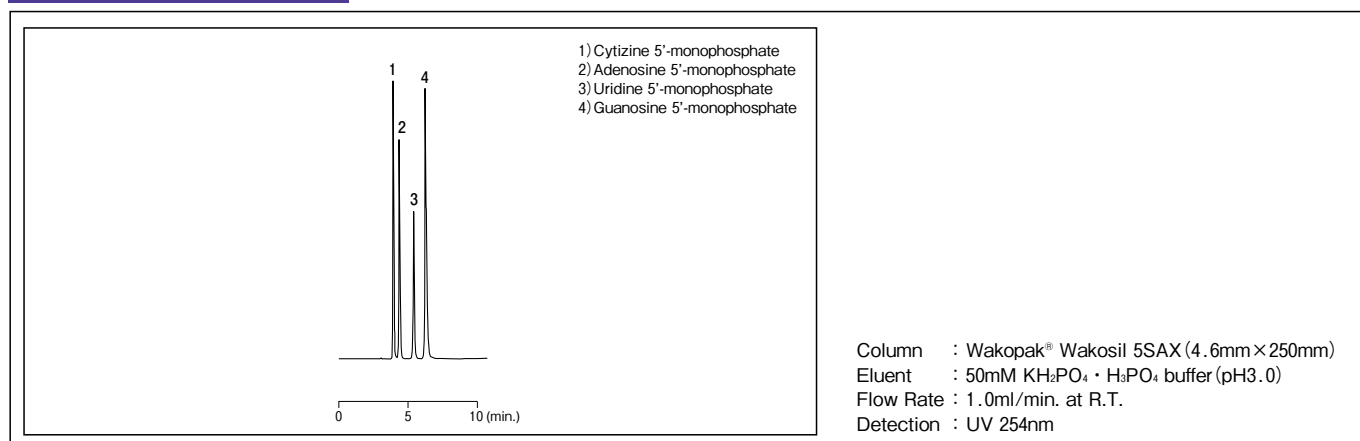 1) Cytizine 5'-monophosphate
2) Adenosine 5'-monophosphate
3) Uridine 5'-monophosphate
4) Guanosine 5'-monophosphate
1
4
2
3
0 5 10 (min.)
Column : Wakopak® Wakosil 5SAX (4.6mm×250mm)
Eluent : 50mM KH₂PO₄・H₃PO₄ buffer (pH3.0)
Flow Rate : 1.0ml/min. at R.T.
Detection : UV 254nm